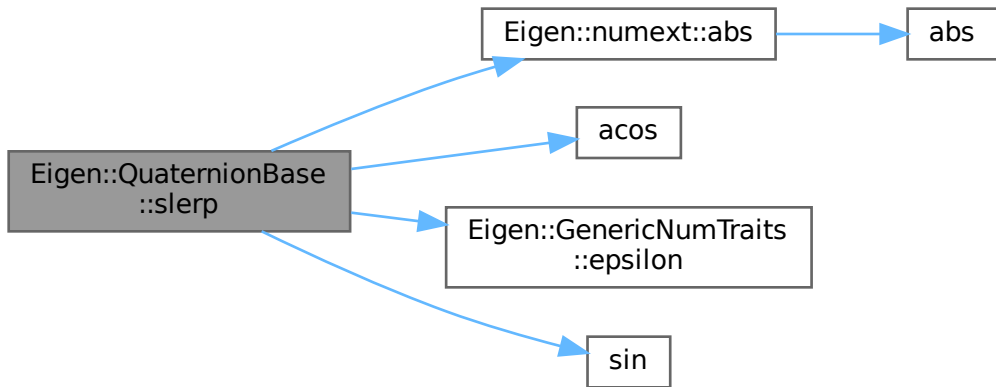 Eigen::numext::abs
abs
acos
Eigen::QuaternionBase
::slerp
Eigen::GenericNumTraits
::epsilon
sin